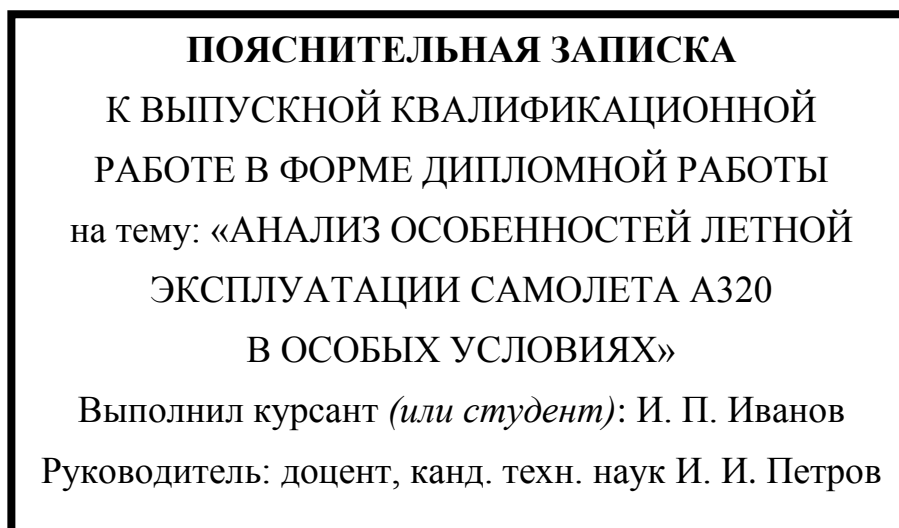 ПОЯСНИТЕЛЬНАЯ ЗАПИСКА
К ВЫПУСКНОЙ КВАЛИФИКАЦИОННОЙ
РАБОТЕ В ФОРМЕ ДИПЛОМНОЙ РАБОТЫ
на тему: «АНАЛИЗ ОСОБЕННОСТЕЙ ЛЕТНОЙ
ЭКСПЛУАТАЦИИ САМОЛЕТА А320
В ОСОБЫХ УСЛОВИЯХ»
Выполнил курсант (или студент): И. П. Иванов
Руководитель: доцент, канд. техн. наук И. И. Петров